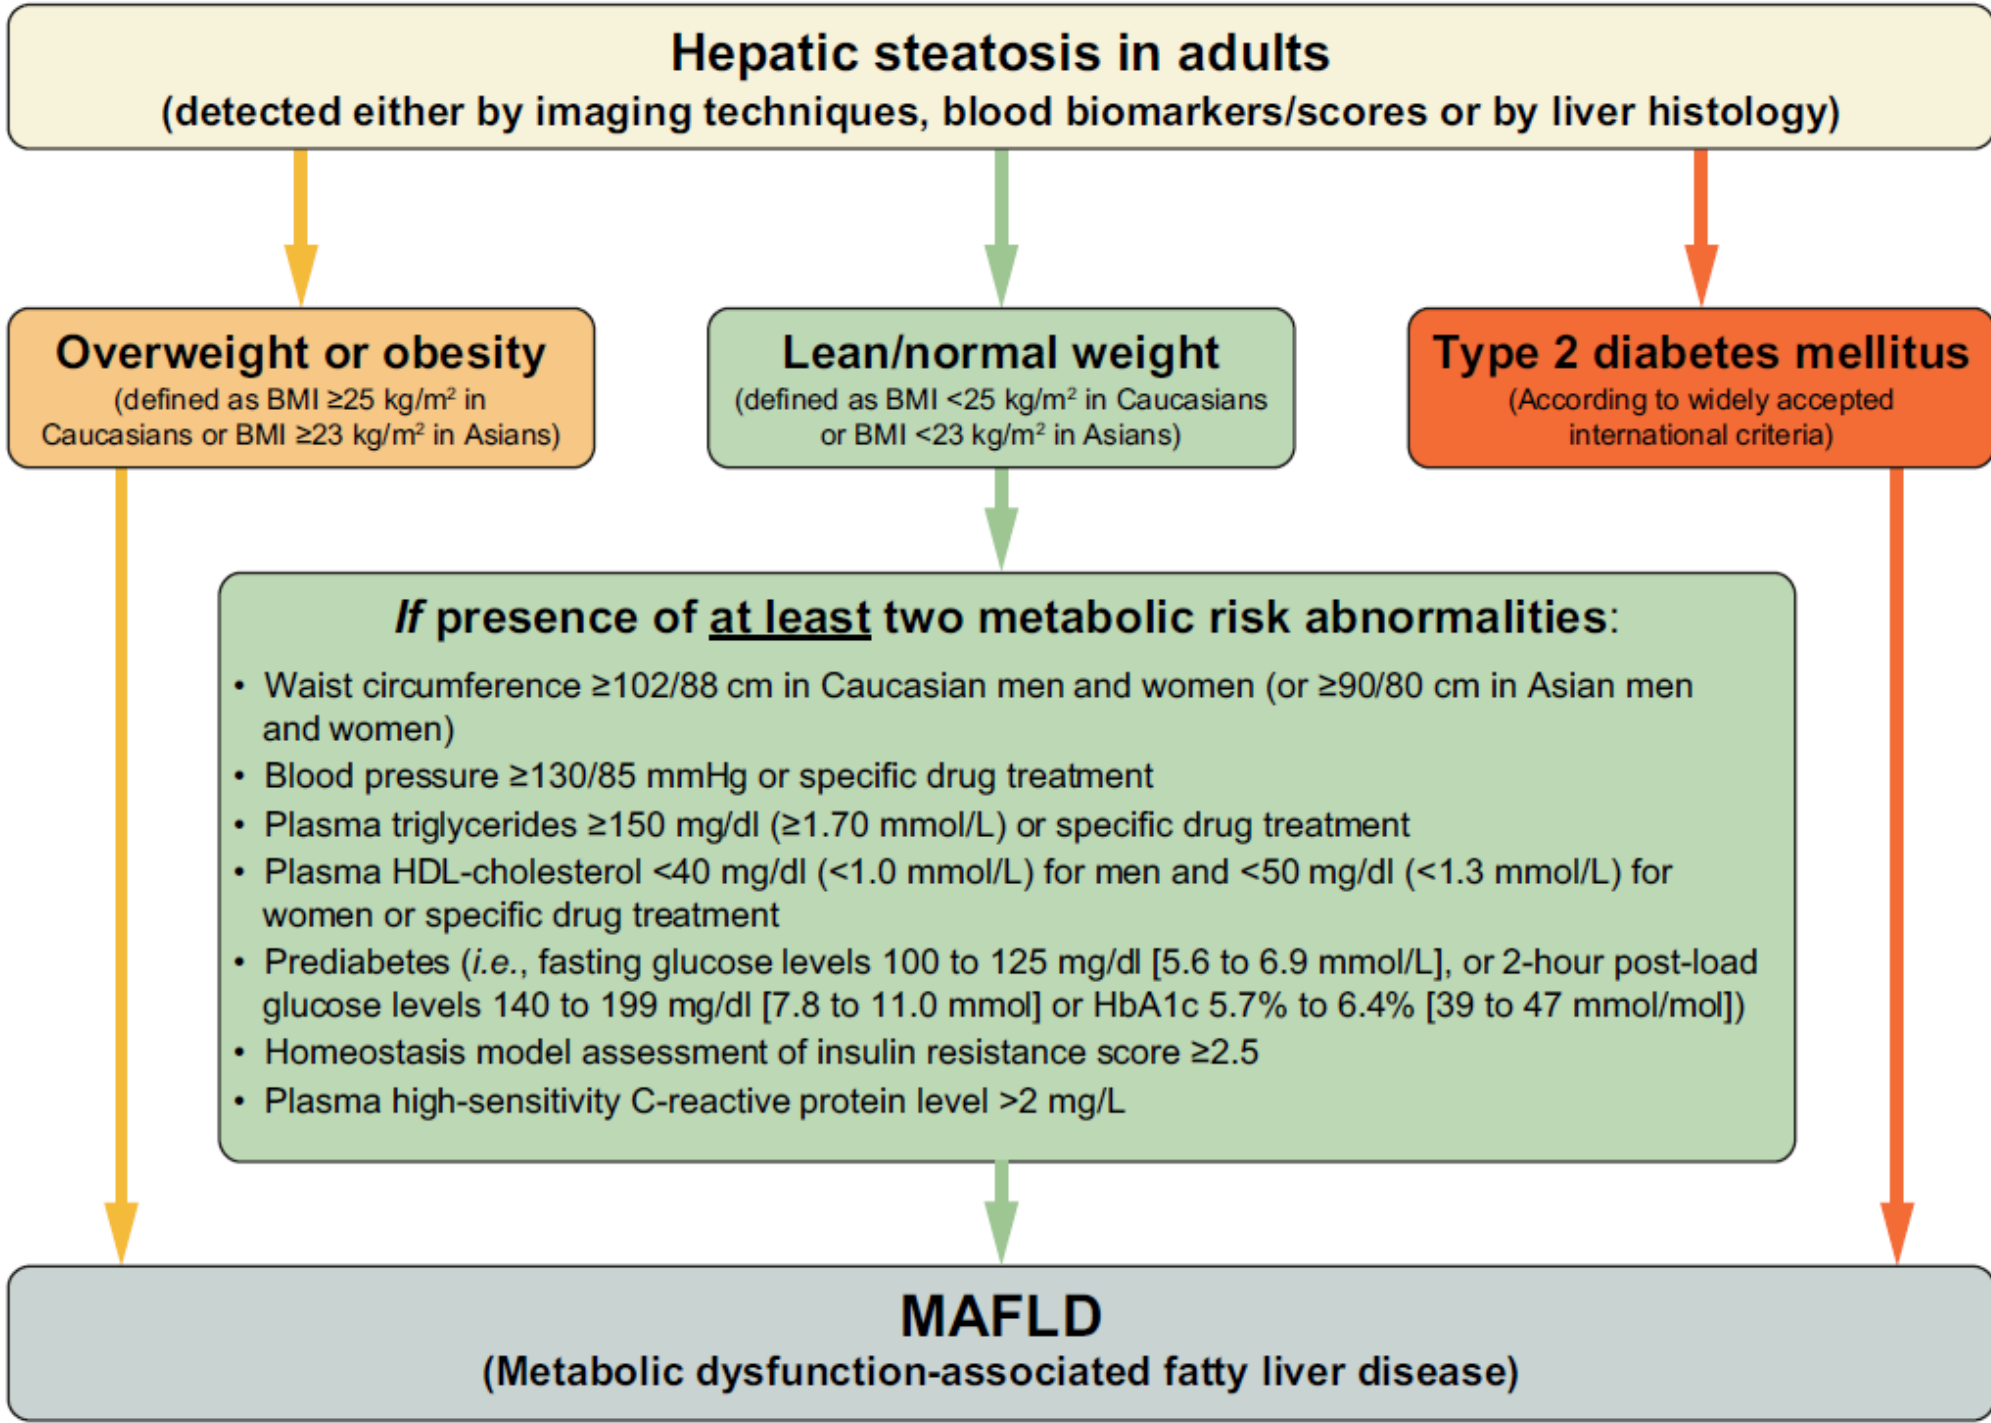 Hepatic steatosis in adults
(detected either by imaging techniques, blood biomarkers/scores or by liver histology)
Overweight or obesity
(defined as BMI ≥25 kg/m² in
Caucasians or BMI ≥23 kg/m² in Asians)
Lean/normal weight
(defined as BMI <25 kg/m² in Caucasians
or BMI <23 kg/m² in Asians)
Type 2 diabetes mellitus
(According to widely accepted
international criteria)
If presence of at least two metabolic risk abnormalities:
• Waist circumference ≥102/88 cm in Caucasian men and women (or ≥90/80 cm in Asian men
and women)
• Blood pressure ≥130/85 mmHg or specific drug treatment
• Plasma triglycerides ≥150 mg/dl (≥1.70 mmol/L) or specific drug treatment
• Plasma HDL-cholesterol <40 mg/dl (<1.0 mmol/L) for men and <50 mg/dl (<1.3 mmol/L) for
women or specific drug treatment
• Prediabetes (i.e., fasting glucose levels 100 to 125 mg/dl [5.6 to 6.9 mmol/L], or 2-hour post-load
glucose levels 140 to 199 mg/dl [7.8 to 11.0 mmol] or HbA1c 5.7% to 6.4% [39 to 47 mmol/mol])
• Homeostasis model assessment of insulin resistance score ≥2.5
• Plasma high-sensitivity C-reactive protein level >2 mg/L
MAFLD
(Metabolic dysfunction-associated fatty liver disease)